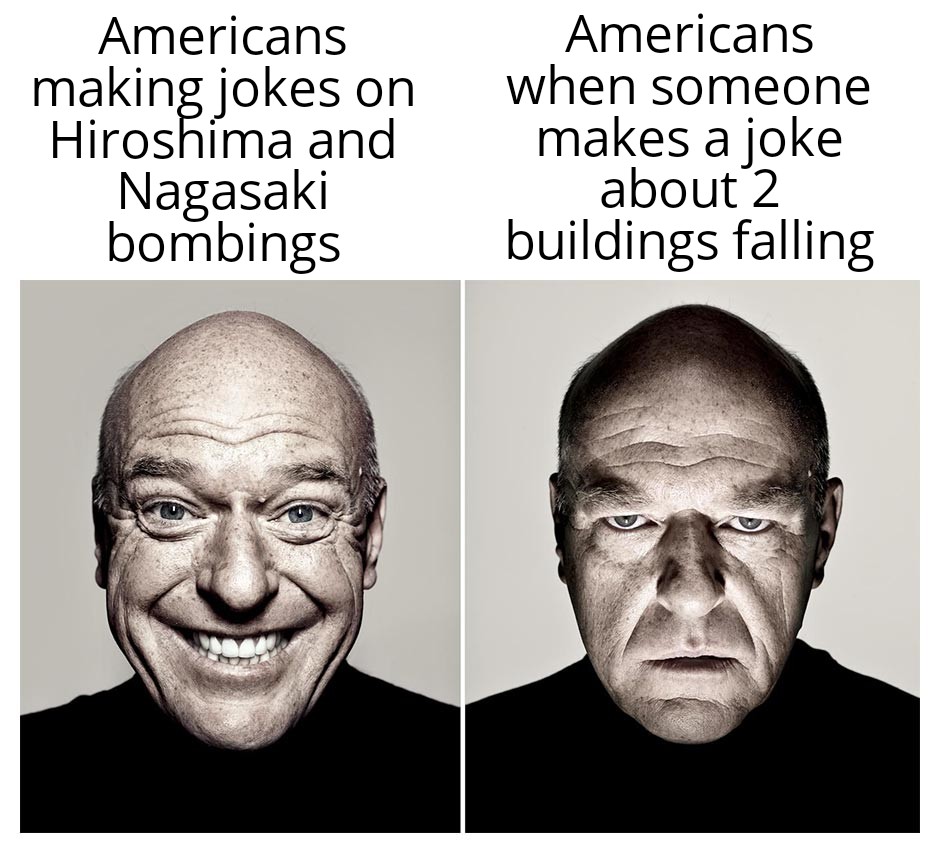 Americans
making jokes on
Hiroshima and
Nagasaki
bombings
Americans
when someone
makes a joke
about 2
buildings falling